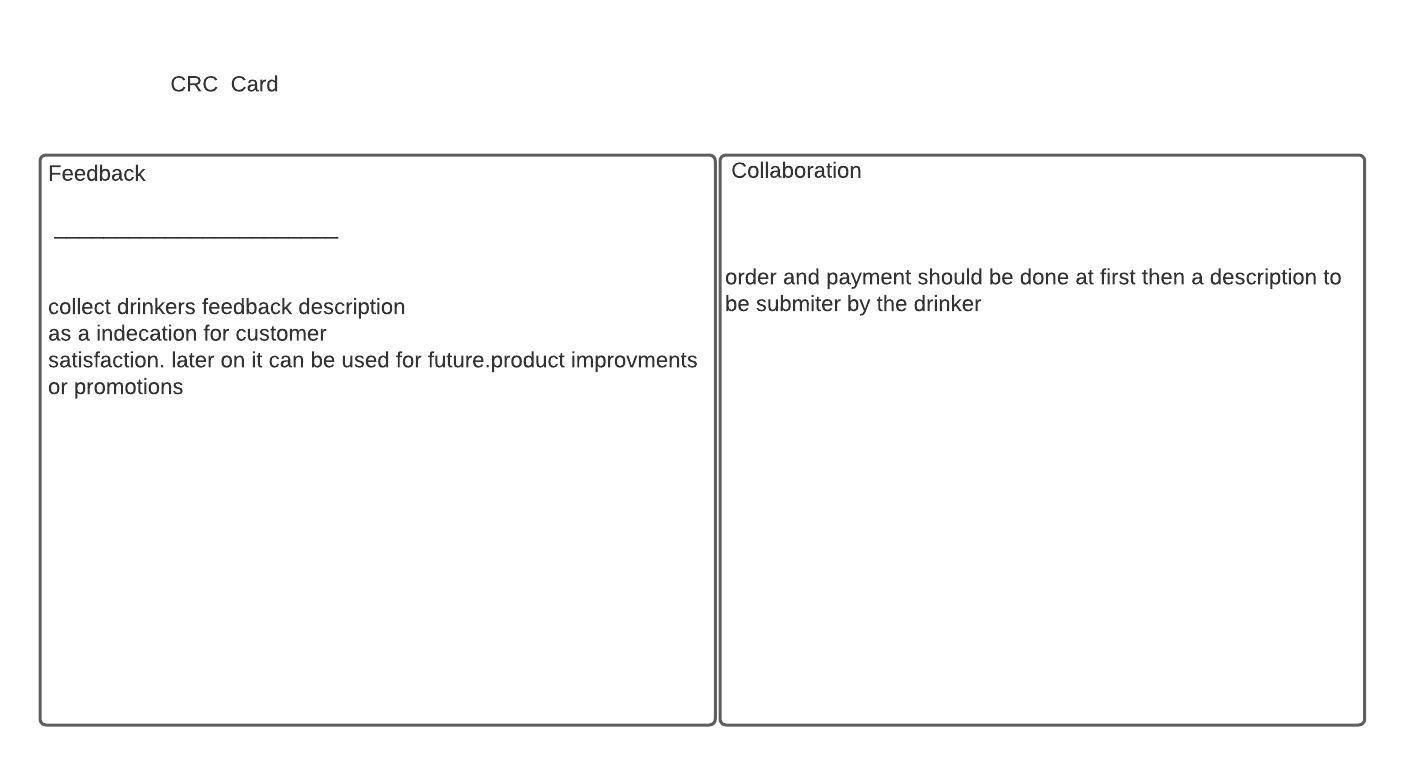 CRC  Card
Feedback
_______________________
collect drinkers feedback description
as a indecation for customer
satisfaction. later on it can be used for future.product improvments
or promotions
Collaboration
order and payment should be done at first then a description to
be submiter by the drinker